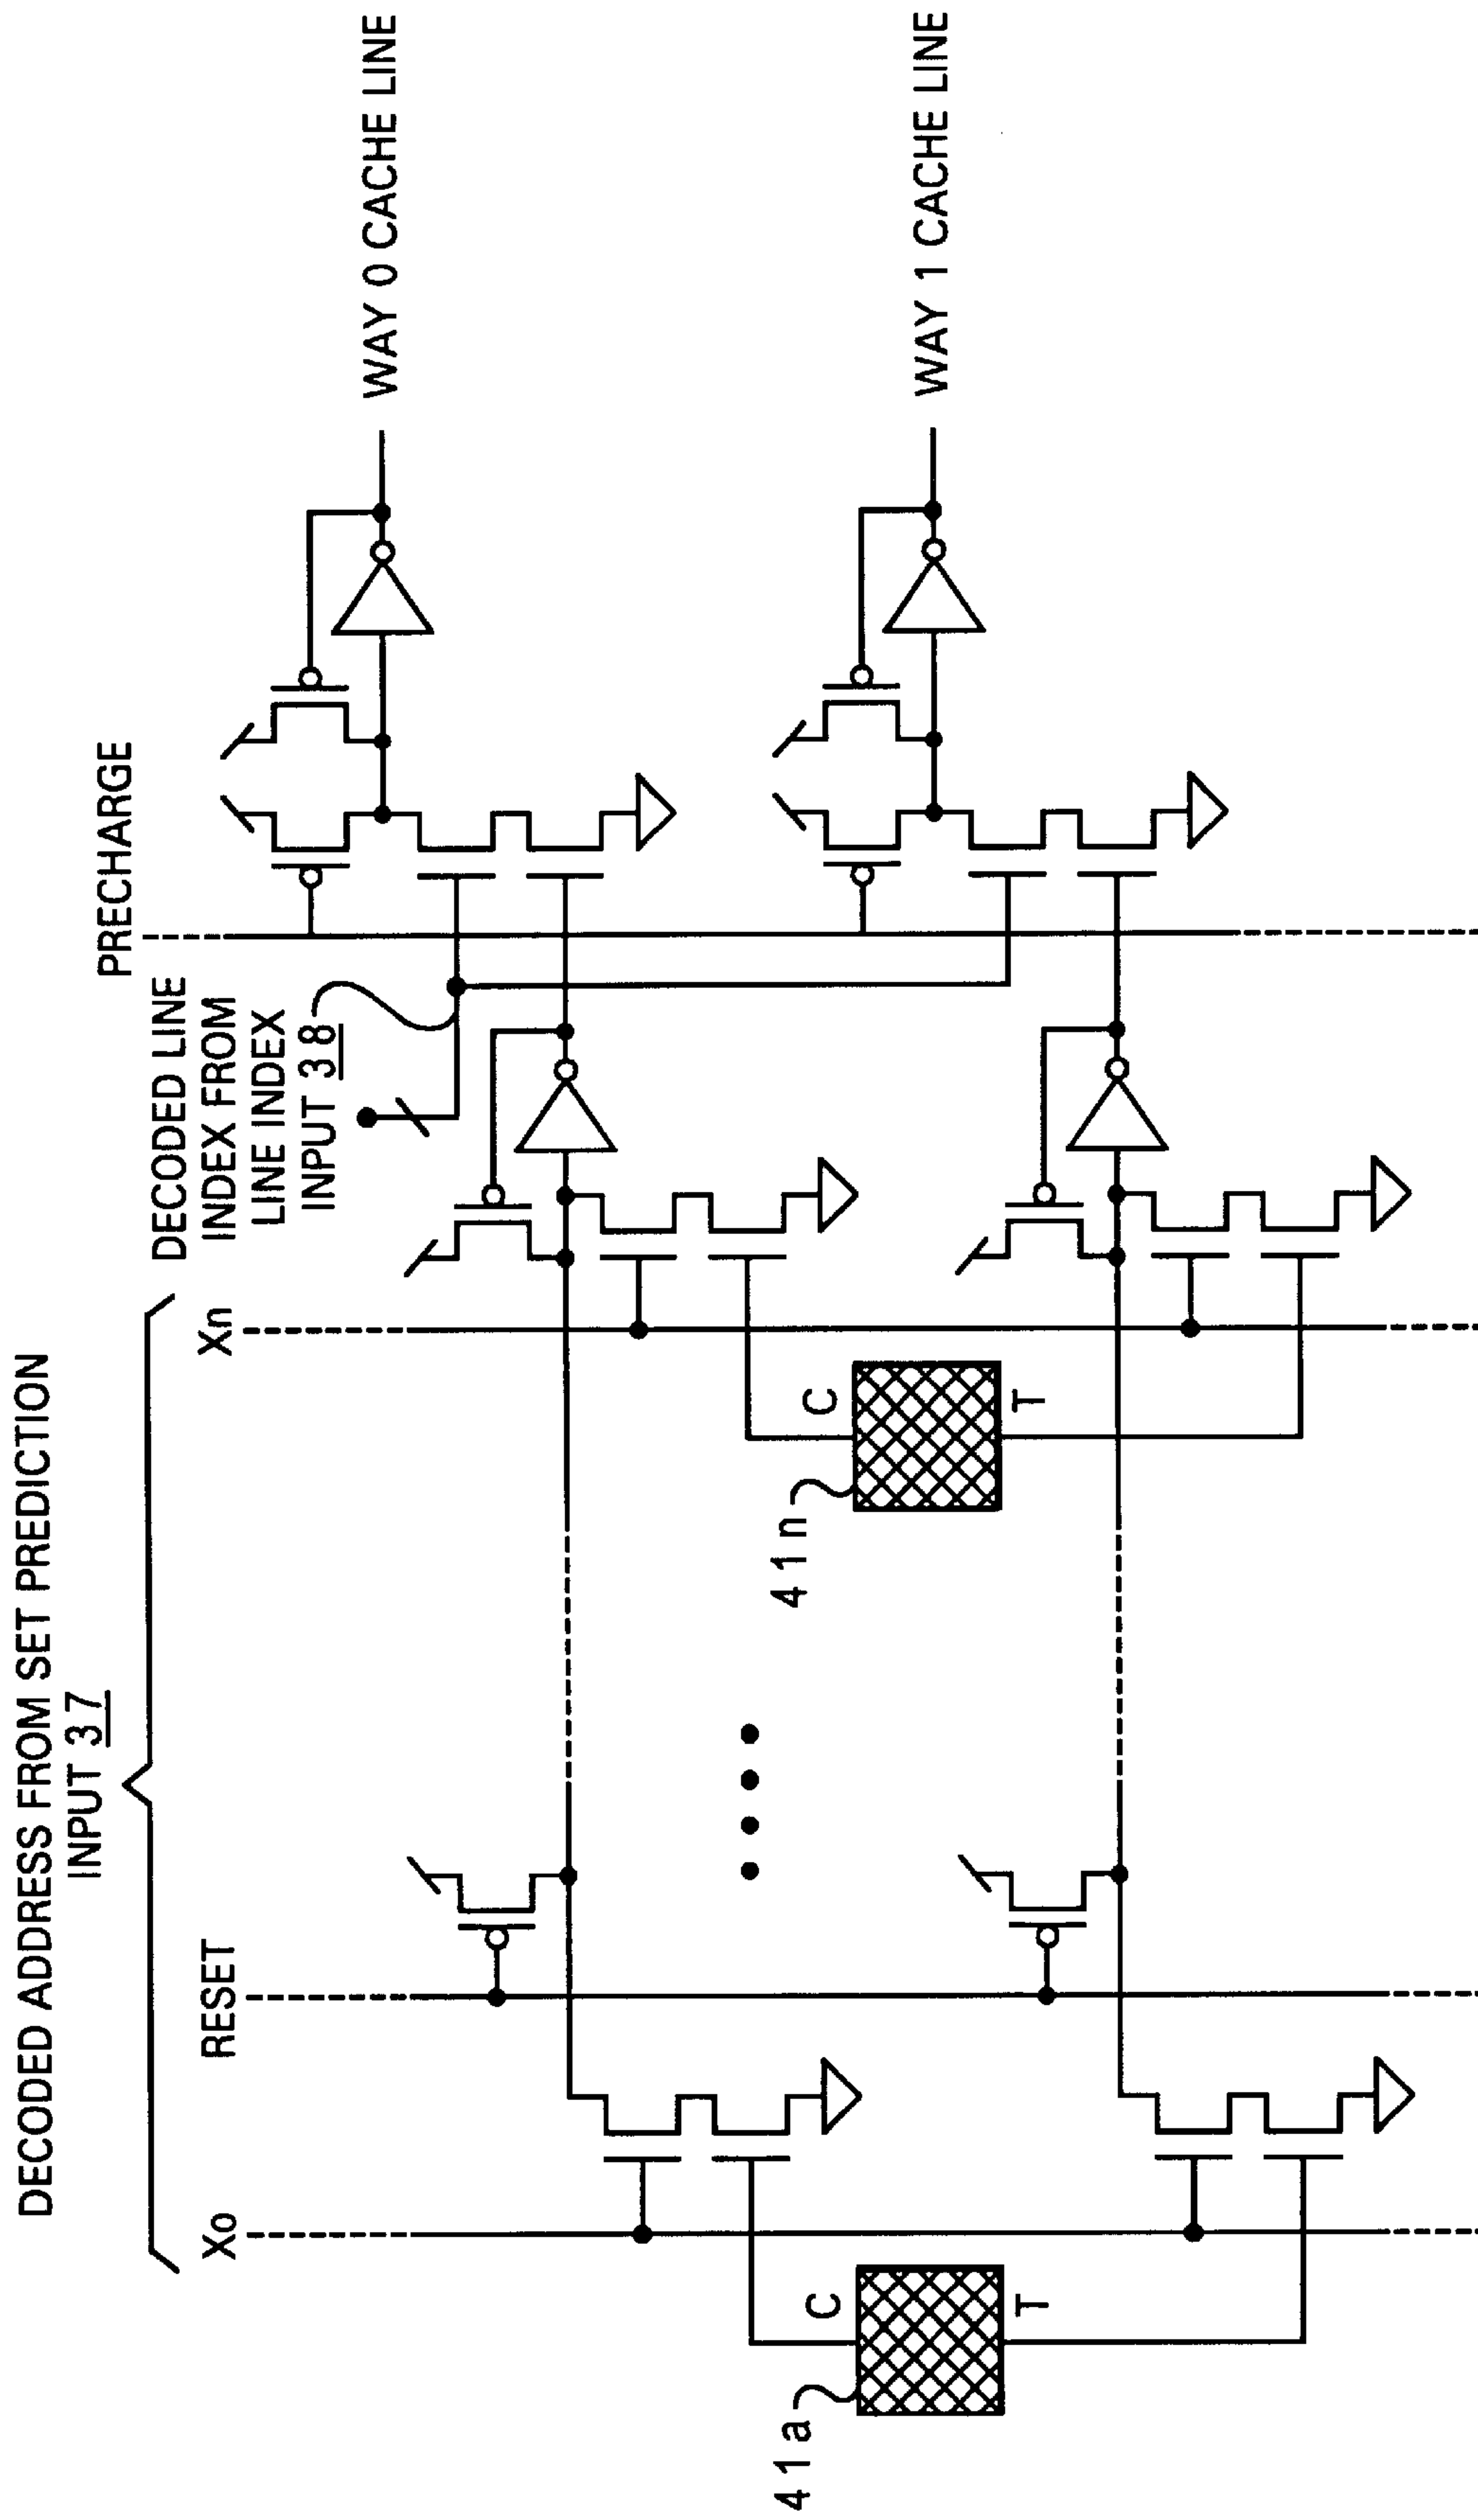 DECODED ADDRESS FROM SET PREDICTION
INPUT 37
Xo
RESET
Xn
DECODED LINE
INDEX FROM
LINE INDEX
INPUT 38
PRECHARGE
WAY 0 CACHE LINE
WAY 1 CACHE LINE
41a
C
T
41n
C
T